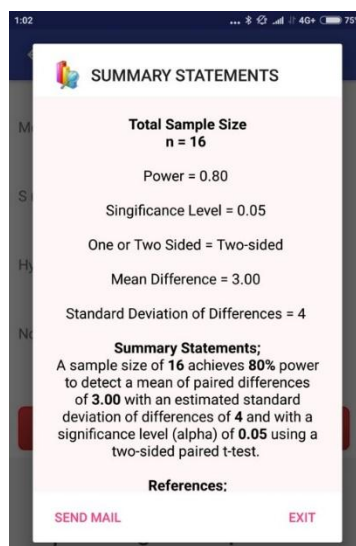 1:02 ... 4G+ 75%
SUMMARY STATEMENTS
Total Sample Size
n = 16
Power = 0.80
Singificance Level = 0.05
One or Two Sided = Two-sided
Mean Difference = 3.00
Standard Deviation of Differences = 4
Summary Statements;
A sample size of 16 achieves 80% power
to detect a mean of paired differences
of 3.00 with an estimated standard
deviation of differences of 4 and with a
significance level (alpha) of 0.05 using a
two-sided paired t-test.
References;
SEND MAIL EXIT